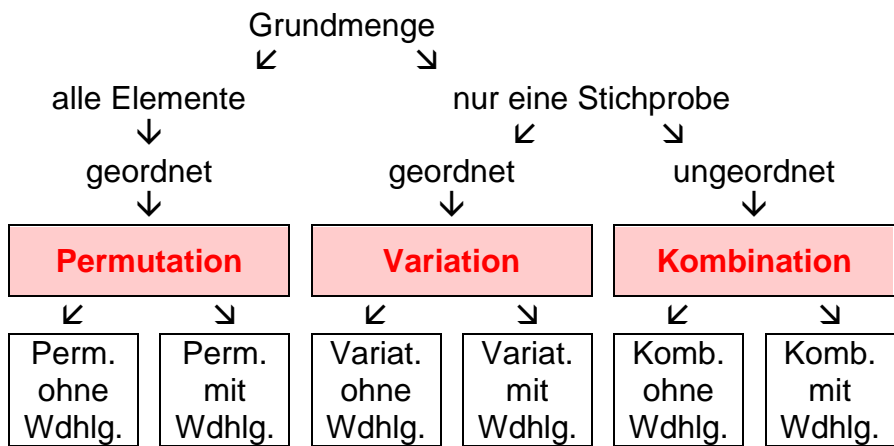 Grundmenge
alle Elemente nur eine Stichprobe
geordnet geordnet ungeordnet
Permutation Variation Kombination
Perm. Perm. Variat. Variat. Komb. Komb.
ohne mit ohne mit ohne mit
Wdhlg. Wdhlg. Wdhlg. Wdhlg. Wdhlg. Wdhlg.